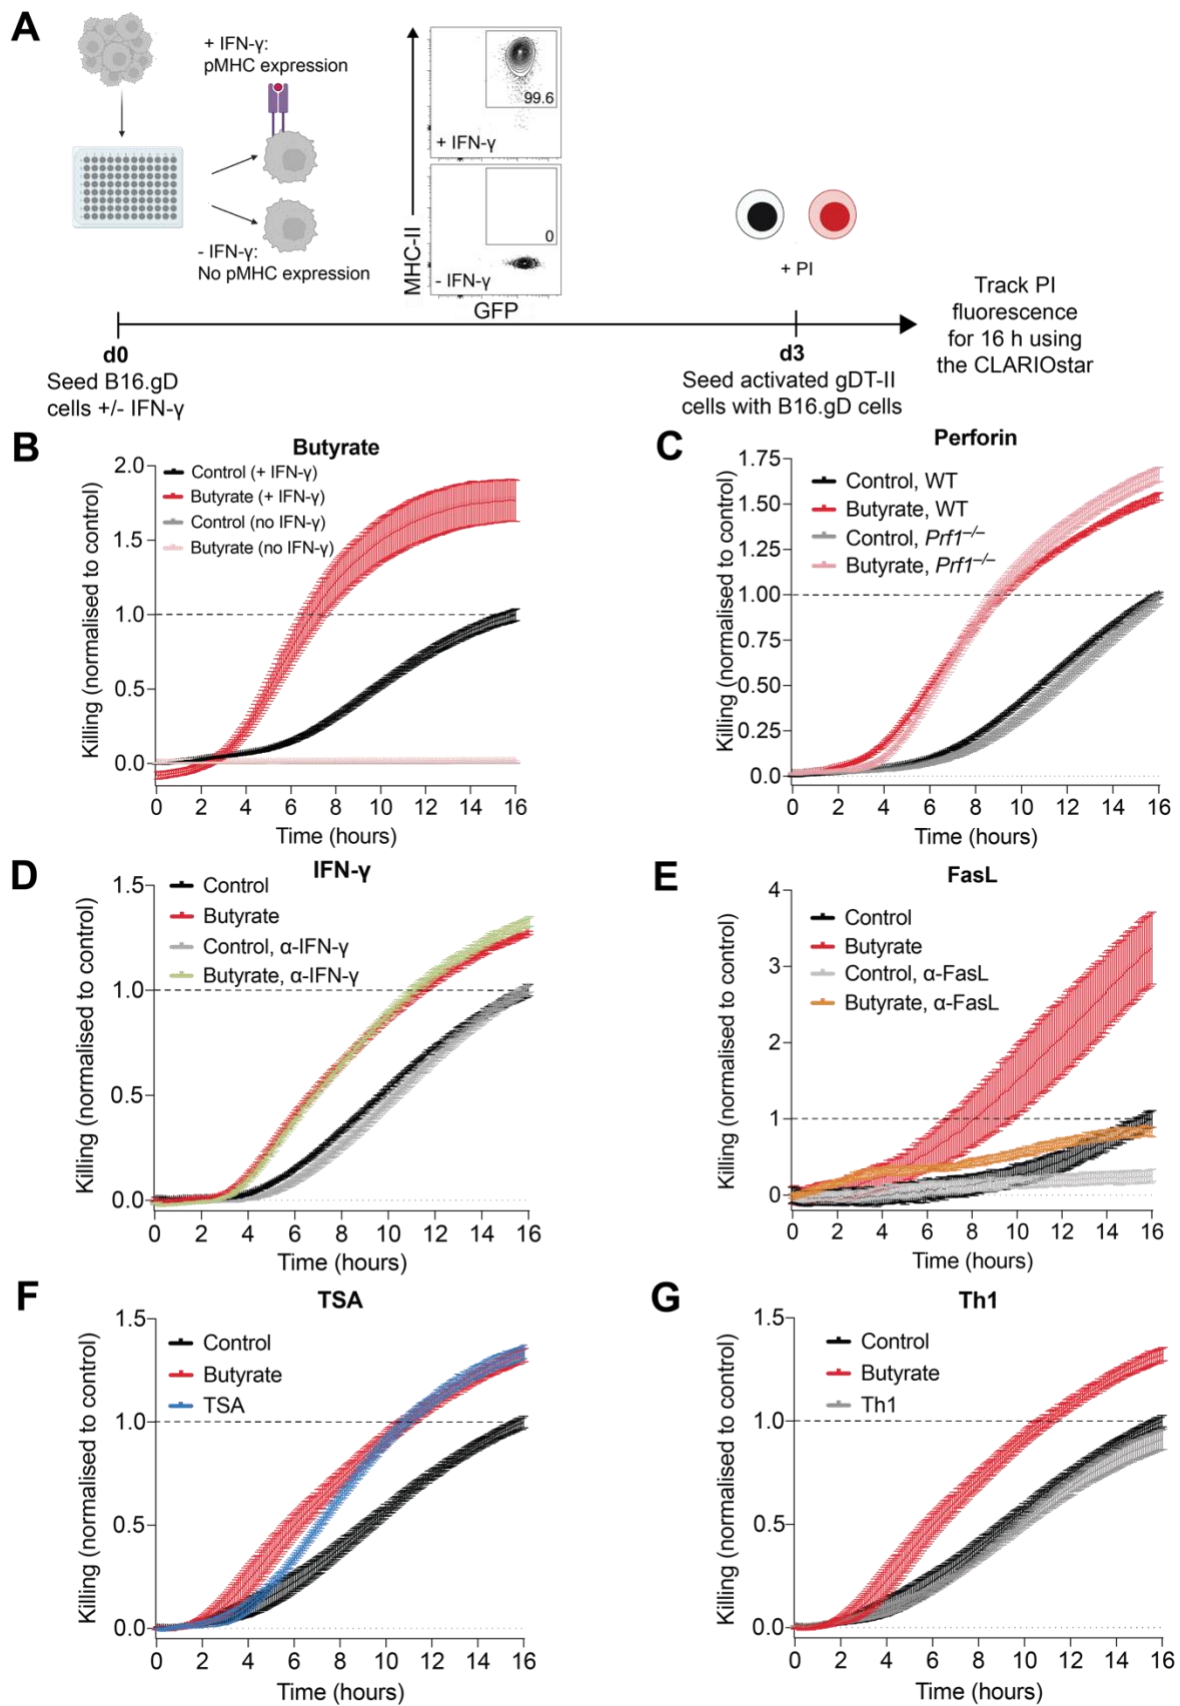 A
+ IFN-γ:
pMHC expression
- IFN-γ:
No pMHC expression
MHC-II
99.6
+ IFN-γ
0
- IFN-γ
GFP
+ PI
d0
Seed B16.gD
cells +/- IFN-γ
d3
Seed activated gDT-II
cells with B16.gD cells
Track PI
fluorescence
for 16 h using
the CLARIOstar
B
Butyrate
Control (+ IFN-γ)
Butyrate (+ IFN-γ)
Control (no IFN-γ)
Butyrate (no IFN-γ)
Killing (normalised to control)
2.0
1.5
1.0
0.5
0.0
0 2 4 6 8 10 12 14 16
Time (hours)
C
Perforin
Control, WT
Butyrate, WT
Control, Prf1–/–
Butyrate, Prf1–/–
Killing (normalised to control)
1.75
1.50
1.25
1.00
0.75
0.50
0.25
0.0
0 2 4 6 8 10 12 14 16
Time (hours)
D
IFN-γ
Control
Butyrate
Control, α-IFN-γ
Butyrate, α-IFN-γ
Killing (normalised to control)
1.5
1.0
0.5
0.0
0 2 4 6 8 10 12 14 16
Time (hours)
E
FasL
Control
Butyrate
Control, α-FasL
Butyrate, α-FasL
Killing (normalised to control)
4
3
2
1
0
0 2 4 6 8 10 12 14 16
Time (hours)
F
TSA
Control
Butyrate
TSA
Killing (normalised to control)
1.5
1.0
0.5
0.0
0 2 4 6 8 10 12 14 16
Time (hours)
G
Th1
Control
Butyrate
Th1
Killing (normalised to control)
1.5
1.0
0.5
0.0
0 2 4 6 8 10 12 14 16
Time (hours)